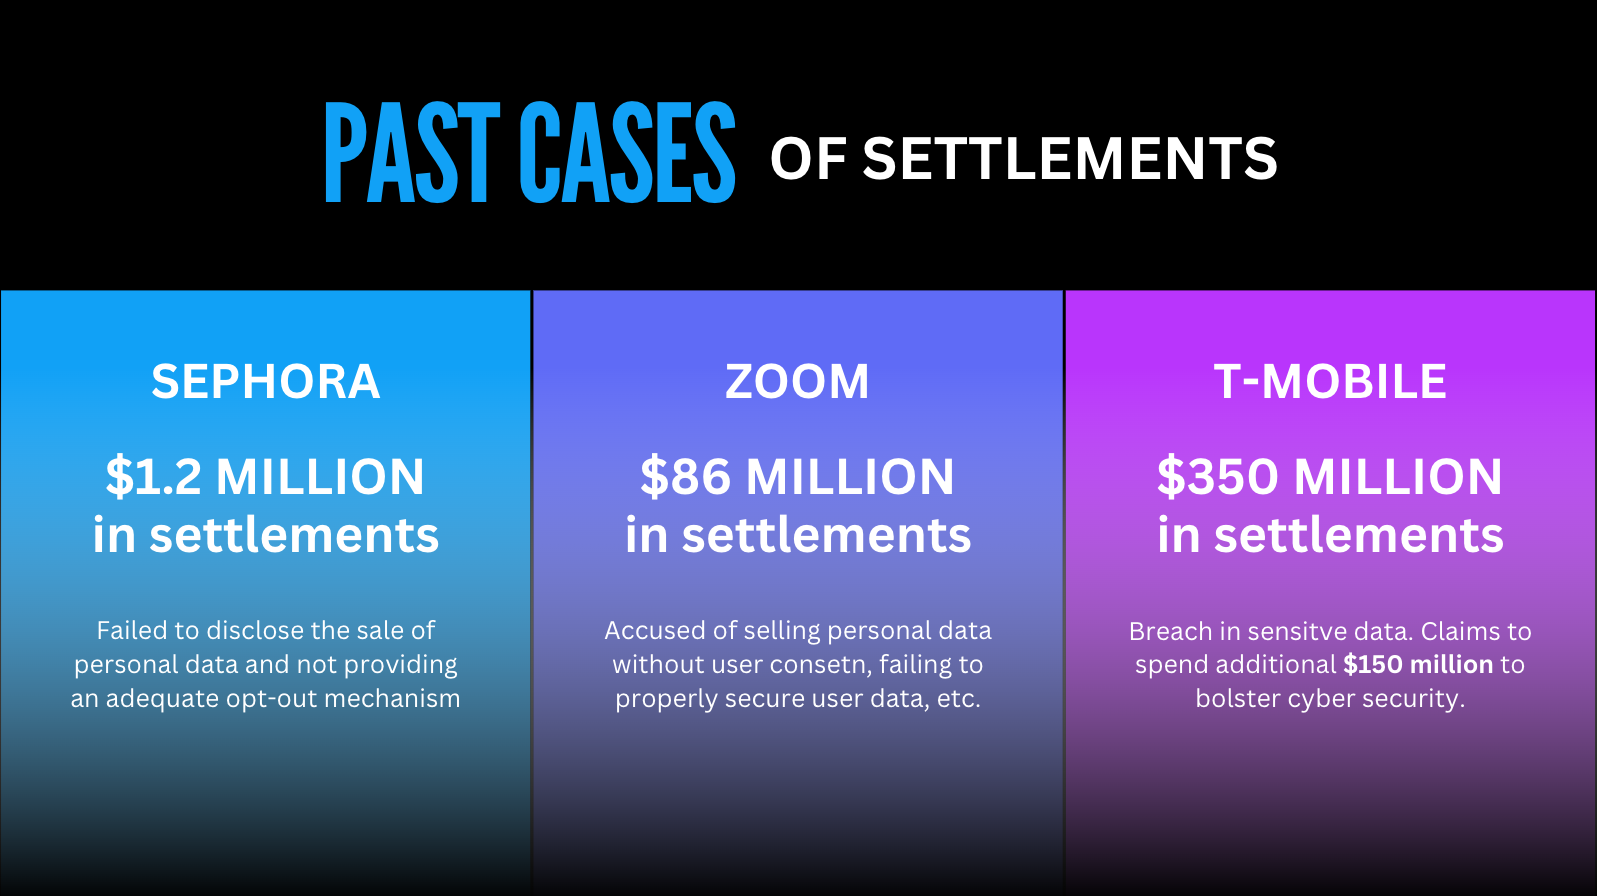 PAST CASES OF SETTLEMENTS
SEPHORA
$1.2 MILLION
in settlements
Failed to disclose the sale of
personal data and not providing
an adequate opt-out mechanism
ZOOM
$86 MILLION
in settlements
Accused of selling personal data
without user consetn, failing to
properly secure user data, etc.
T-MOBILE
$350 MILLION
in settlements
Breach in sensitve data. Claims to
spend additional $150 million to
bolster cyber security.